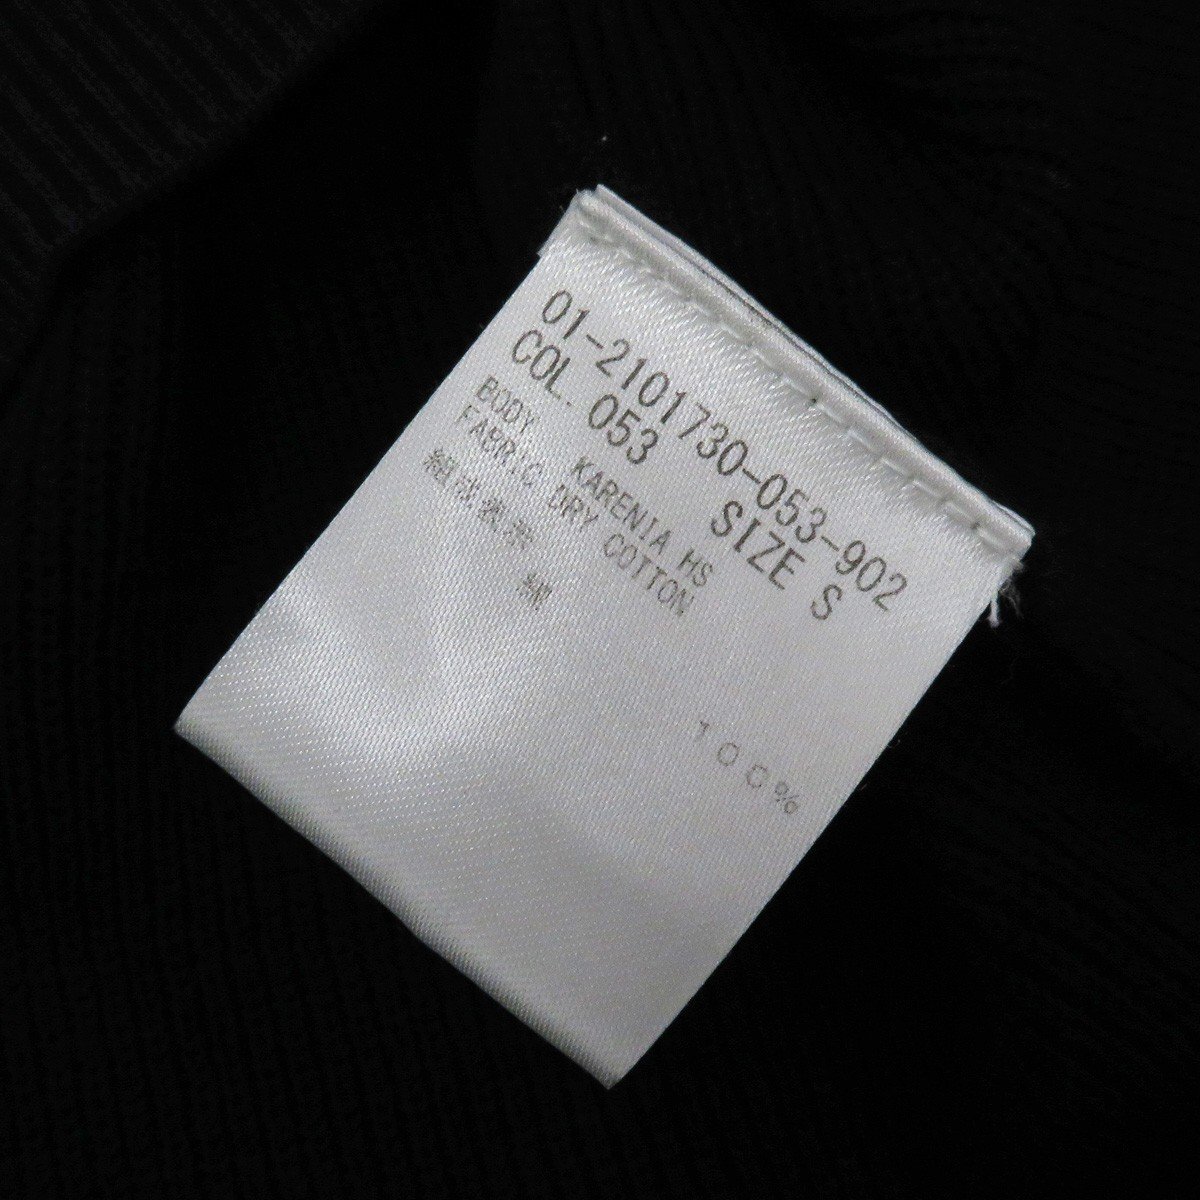 01-2101730-053-902
COL. 053 SIZE S
BODY KARENIA HS
FABRIC DRY COTTON
組成表示
綿 100%